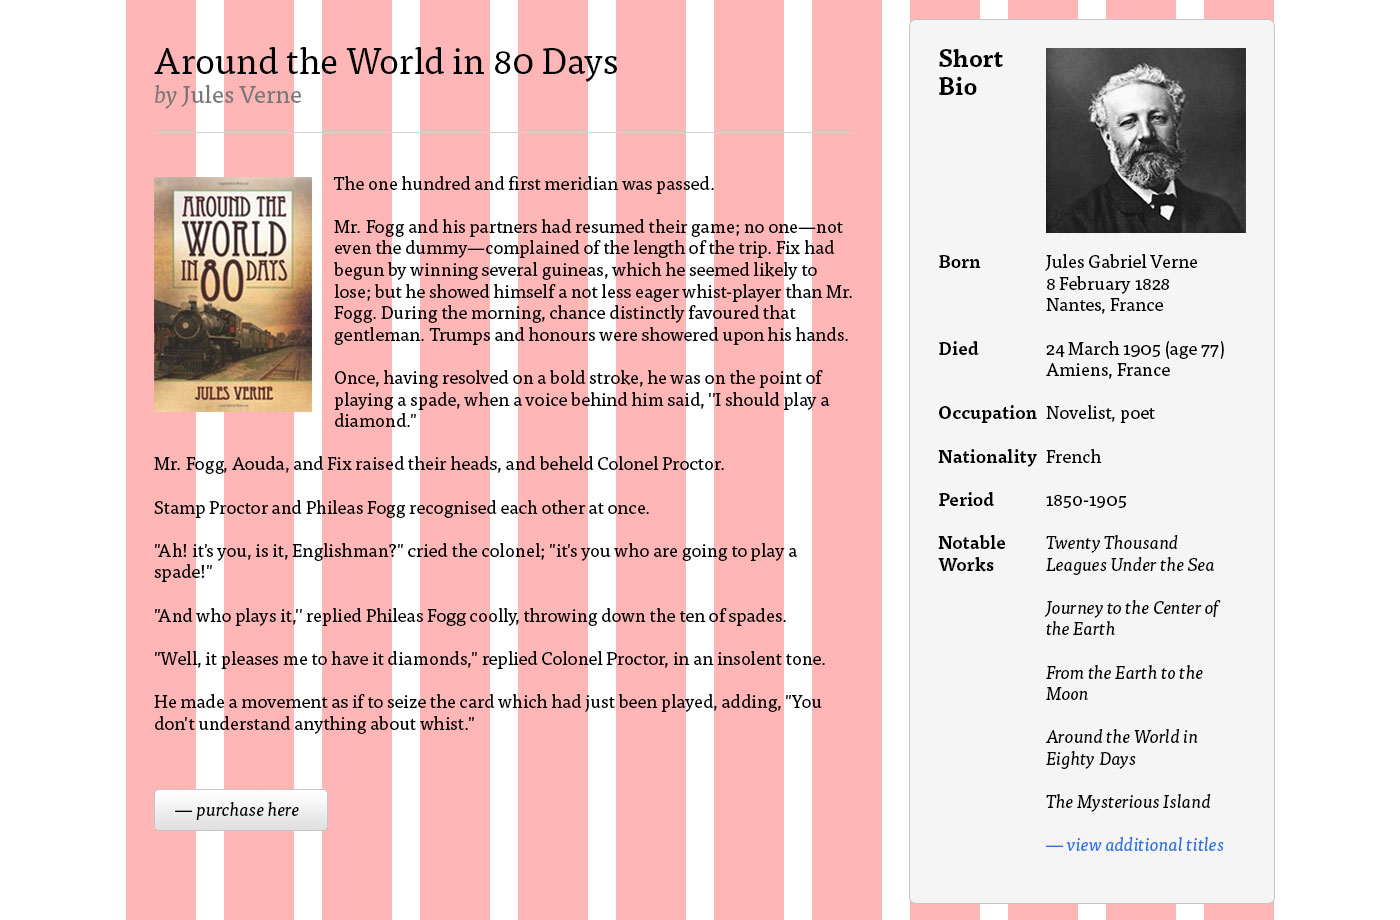 Around the World in 80 Days
by Jules Verne
AROUND THE
WORLD
IN 80 DAYS
JULES VERNE
The one hundred and first meridian was passed.
Mr. Fogg and his partners had resumed their game; no one—not
even the dummy—complained of the length of the trip. Fix had
begun by winning several guineas, which he seemed likely to
lose; but he showed himself a not less eager whist-player than Mr.
Fogg. During the morning, chance distinctly favoured that
gentleman. Trumps and honours were showered upon his hands.
Once, having resolved on a bold stroke, he was on the point of
playing a spade, when a voice behind him said, "I should play a
diamond."
Mr. Fogg, Aouda, and Fix raised their heads, and beheld Colonel Proctor.
Stamp Proctor and Phileas Fogg recognised each other at once.
"Ah! it's you, is it, Englishman?" cried the colonel; "it's you who are going to play a
spade!"
"And who plays it," replied Phileas Fogg coolly, throwing down the ten of spades.
"Well, it pleases me to have it diamonds," replied Colonel Proctor, in an insolent tone.
He made a movement as if to seize the card which had just been played, adding, "You
don't understand anything about whist."
— purchase here
Short
Bio
Born Jules Gabriel Verne
8 February 1828
Nantes, France
Died 24 March 1905 (age 77)
Amiens, France
Occupation Novelist, poet
Nationality French
Period 1850-1905
Notable Twenty Thousand
Works Leagues Under the Sea
Journey to the Center of
the Earth
From the Earth to the
Moon
Around the World in
Eighty Days
The Mysterious Island
— view additional titles